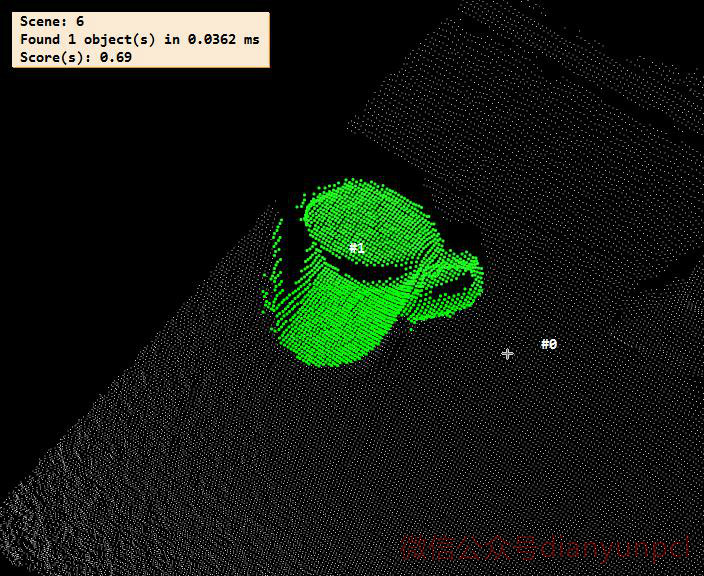 Scene: 6
Found 1 object(s) in 0.0362 ms
Score(s): 0.69
#1
#0
微信公众号dianyunpcl